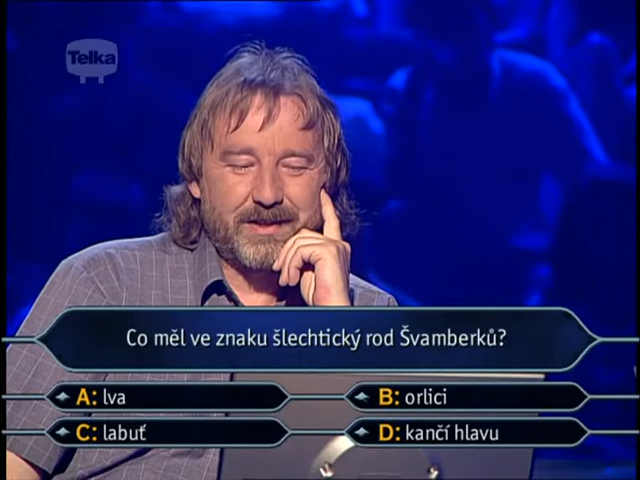 Telka
Co měl ve znaku šlechtický rod Švamberků?
A: lva
B: orlici
C: labuť
D: kančí hlavu